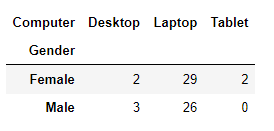 Computer Desktop Laptop Tablet
Gender
Female 2 29 2
Male 3 26 0